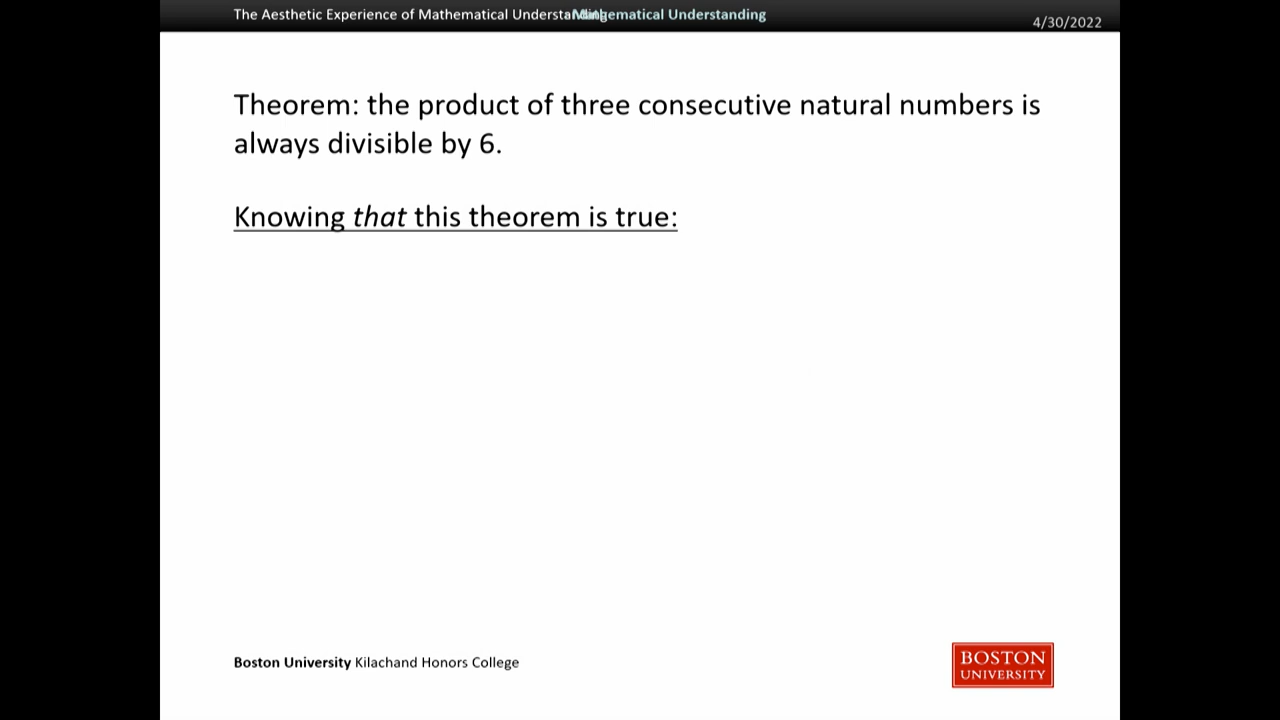 The Aesthetic Experience of Mathematical Understanding
Mathematical Understanding
4/30/2022
Theorem: the product of three consecutive natural numbers is
always divisible by 6.
Knowing that this theorem is true:
Boston University Kilachand Honors College
BOSTON
UNIVERSITY